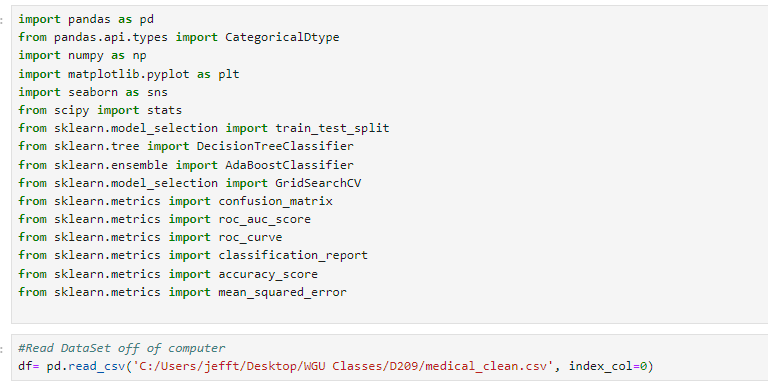 import pandas as pd
from pandas.api.types import CategoricalDtype
import numpy as np
import matplotlib.pyplot as plt
import seaborn as sns
from scipy import stats
from sklearn.model_selection import train_test_split
from sklearn.tree import DecisionTreeClassifier
from sklearn.ensemble import AdaBoostClassifier
from sklearn.model_selection import GridSearchCV
from sklearn.metrics import confusion_matrix
from sklearn.metrics import roc_auc_score
from sklearn.metrics import roc_curve
from sklearn.metrics import classification_report
from sklearn.metrics import accuracy_score
from sklearn.metrics import mean_squared_error
#Read DataSet off of computer
df= pd.read_csv('C:/Users/jefft/Desktop/WGU Classes/D209/medical_clean.csv', index_col=0)